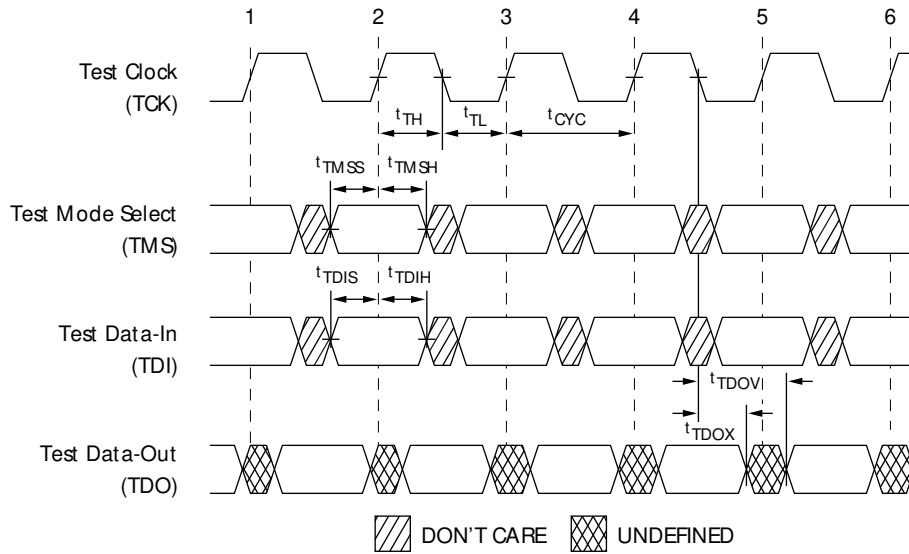 1 2 3 4 5 6
Test Clock
(TCK)
tTH tTL tCYC
tTMSS tTMSH
Test Mode Select
(TMS)
tTDIS tTDIH
Test Data-In
(TDI)
tTDOV
tTDOX
Test Data-Out
(TDO)
DON'T CARE UNDEFINED